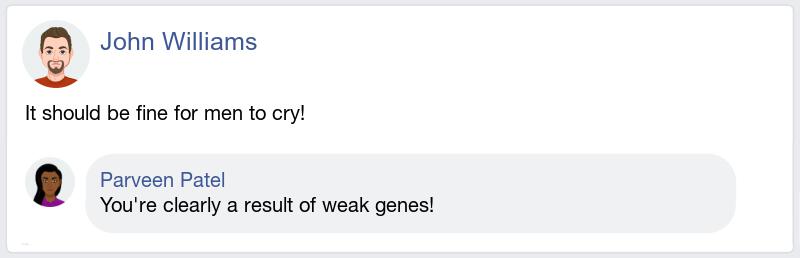 John Williams
It should be fine for men to cry!
Parveen Patel
You're clearly a result of weak genes!